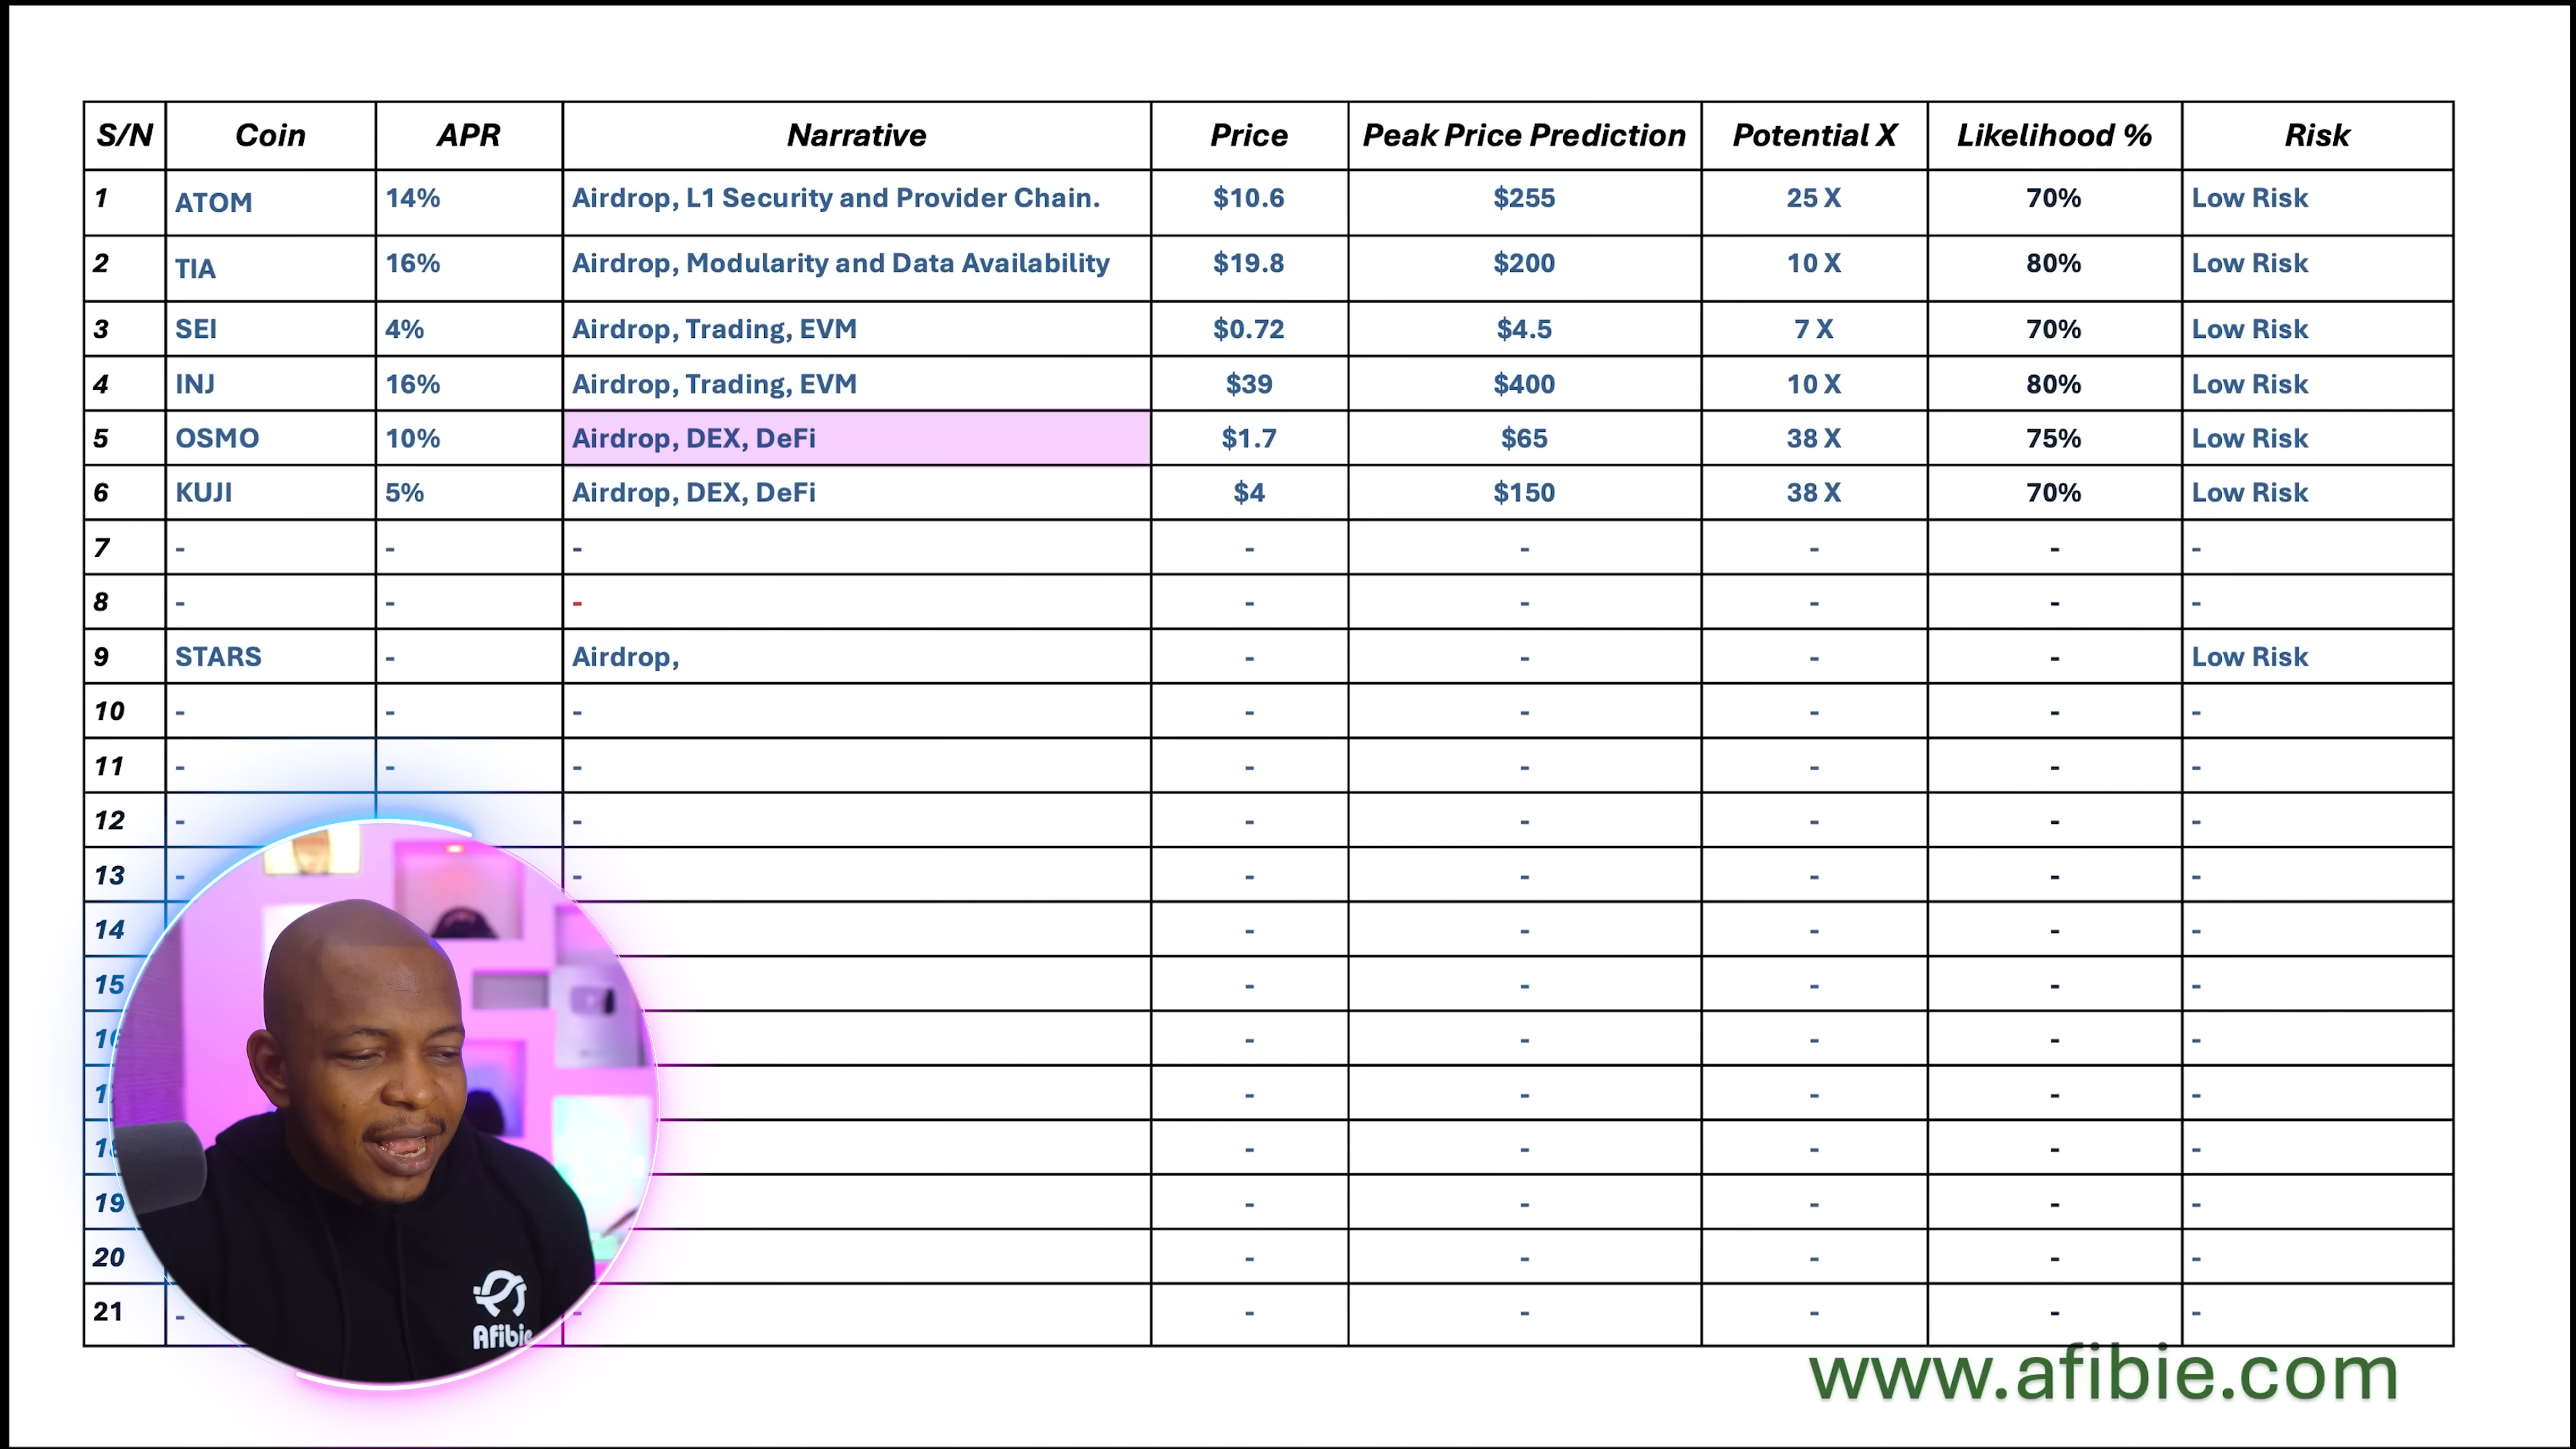 S/N Coin APR Narrative Price Peak Price Prediction Potential X Likelihood % Risk
1 ATOM 14% Airdrop, L1 Security and Provider Chain. $10.6 $255 25 X 70% Low Risk
2 TIA 16% Airdrop, Modularity and Data Availability $19.8 $200 10 X 80% Low Risk
3 SEI 4% Airdrop, Trading, EVM $0.72 $4.5 7 X 70% Low Risk
4 INJ 16% Airdrop, Trading, EVM $39 $400 10 X 80% Low Risk
5 OSMO 10% Airdrop, DEX, DeFi $1.7 $65 38 X 75% Low Risk
6 KUJI 5% Airdrop, DEX, DeFi $4 $150 38 X 70% Low Risk
7 - - - - - - - -
8 - - - - - - - -
9 STARS - Airdrop, - - - - Low Risk
10 - - - - - - - -
11 - - - - - - - -
12 - - - - - - -
13 - - - - - - -
14 - - - - -
15 - - - - -
- - - - -
- - - - -
- - - - -
19 - - - - -
20 - - - - -
21 - - - - - - -
Afibie
www.afibie.com